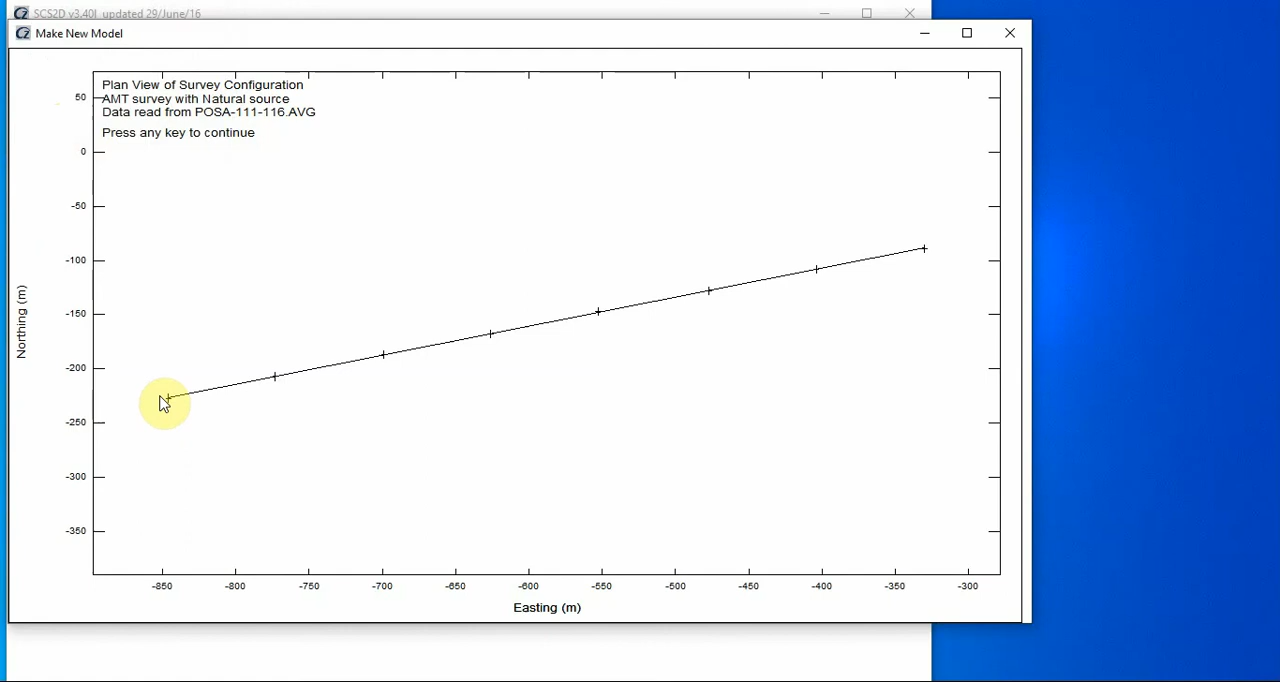 SCS2D v3.40l updated 29/June/16
Make New Model
Plan View of Survey Configuration
AMT survey with Natural source
Data read from POSA-111-116.AVG
Press any key to continue
50
0
-50
-100
-150
-200
-250
-300
-350
Northing (m)
-850 -800 -750 -700 -650 -600 -550 -500 -450 -400 -350 -300
Easting (m)